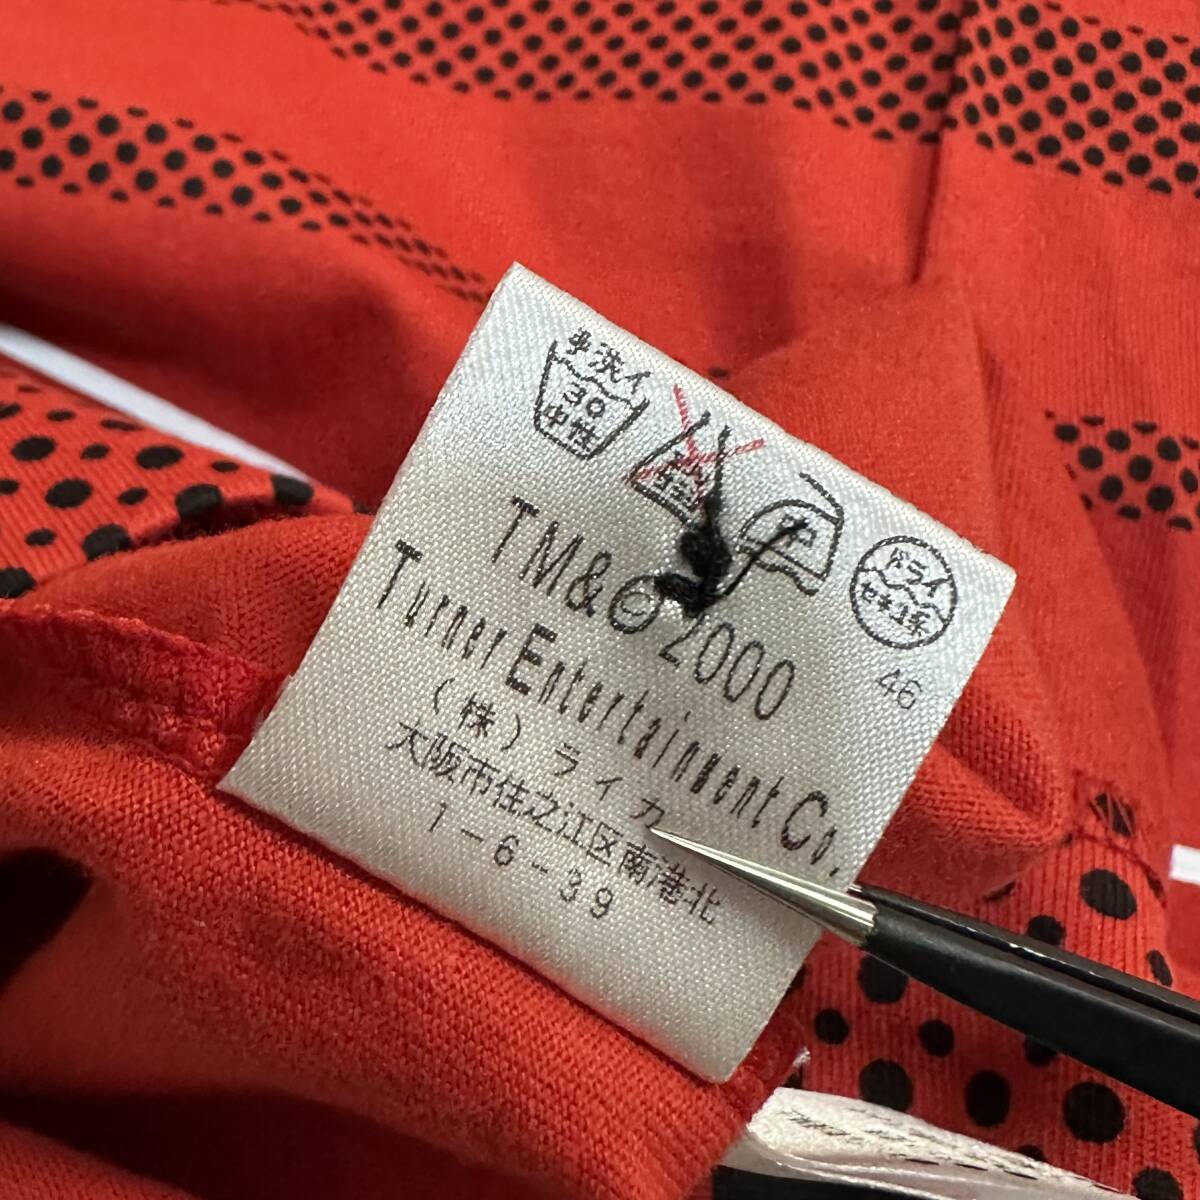 手洗イ
30
中性
ドライ
セキユ系
46
TM&©2000
Turner Entertainment Co.
(株)ライカ
大阪市住之江区南港北
1-6-39